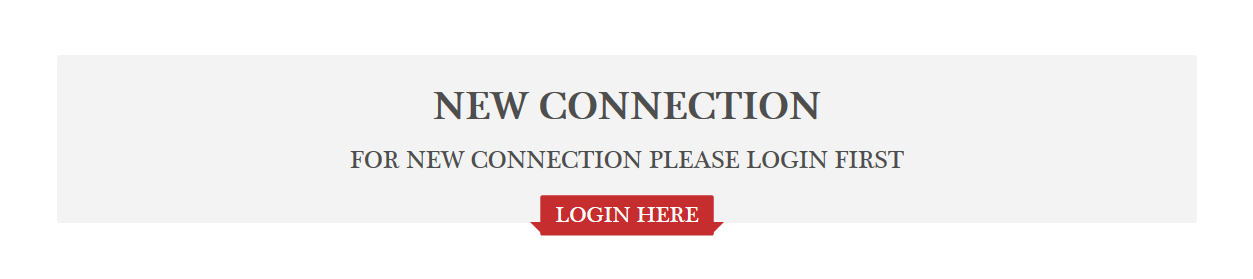 NEW CONNECTION
FOR NEW CONNECTION PLEASE LOGIN FIRST
LOGIN HERE